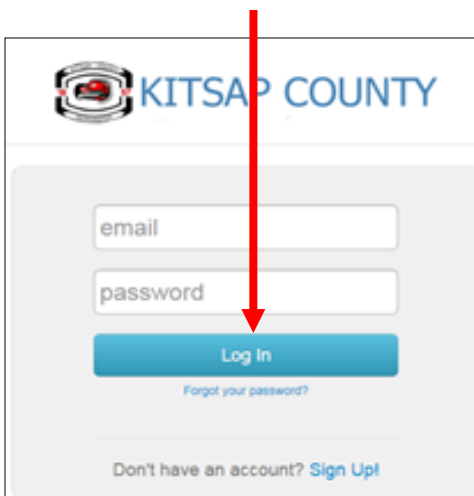 KITSAP COUNTY
email
password
Log In
Forgot your password?
Don't have an account? Sign Up!